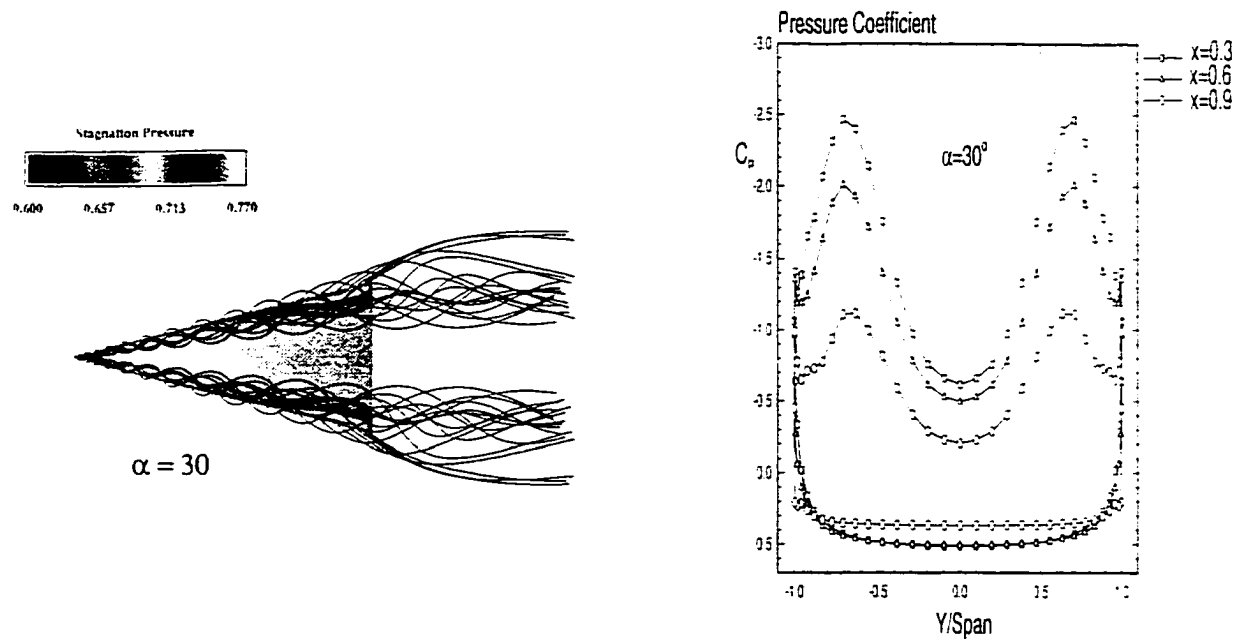 Stagnation Pressure
0.600 0.657 0.713 0.770
α = 30
Pressure Coefficient
x=0.3
x=0.6
x=0.9
α=30°
Cp
-3.0
-2.5
-2.0
-1.5
-1.0
-0.5
0.0
0.5
-1.0 -0.5 0.0 0.5 1.0
Y/Span